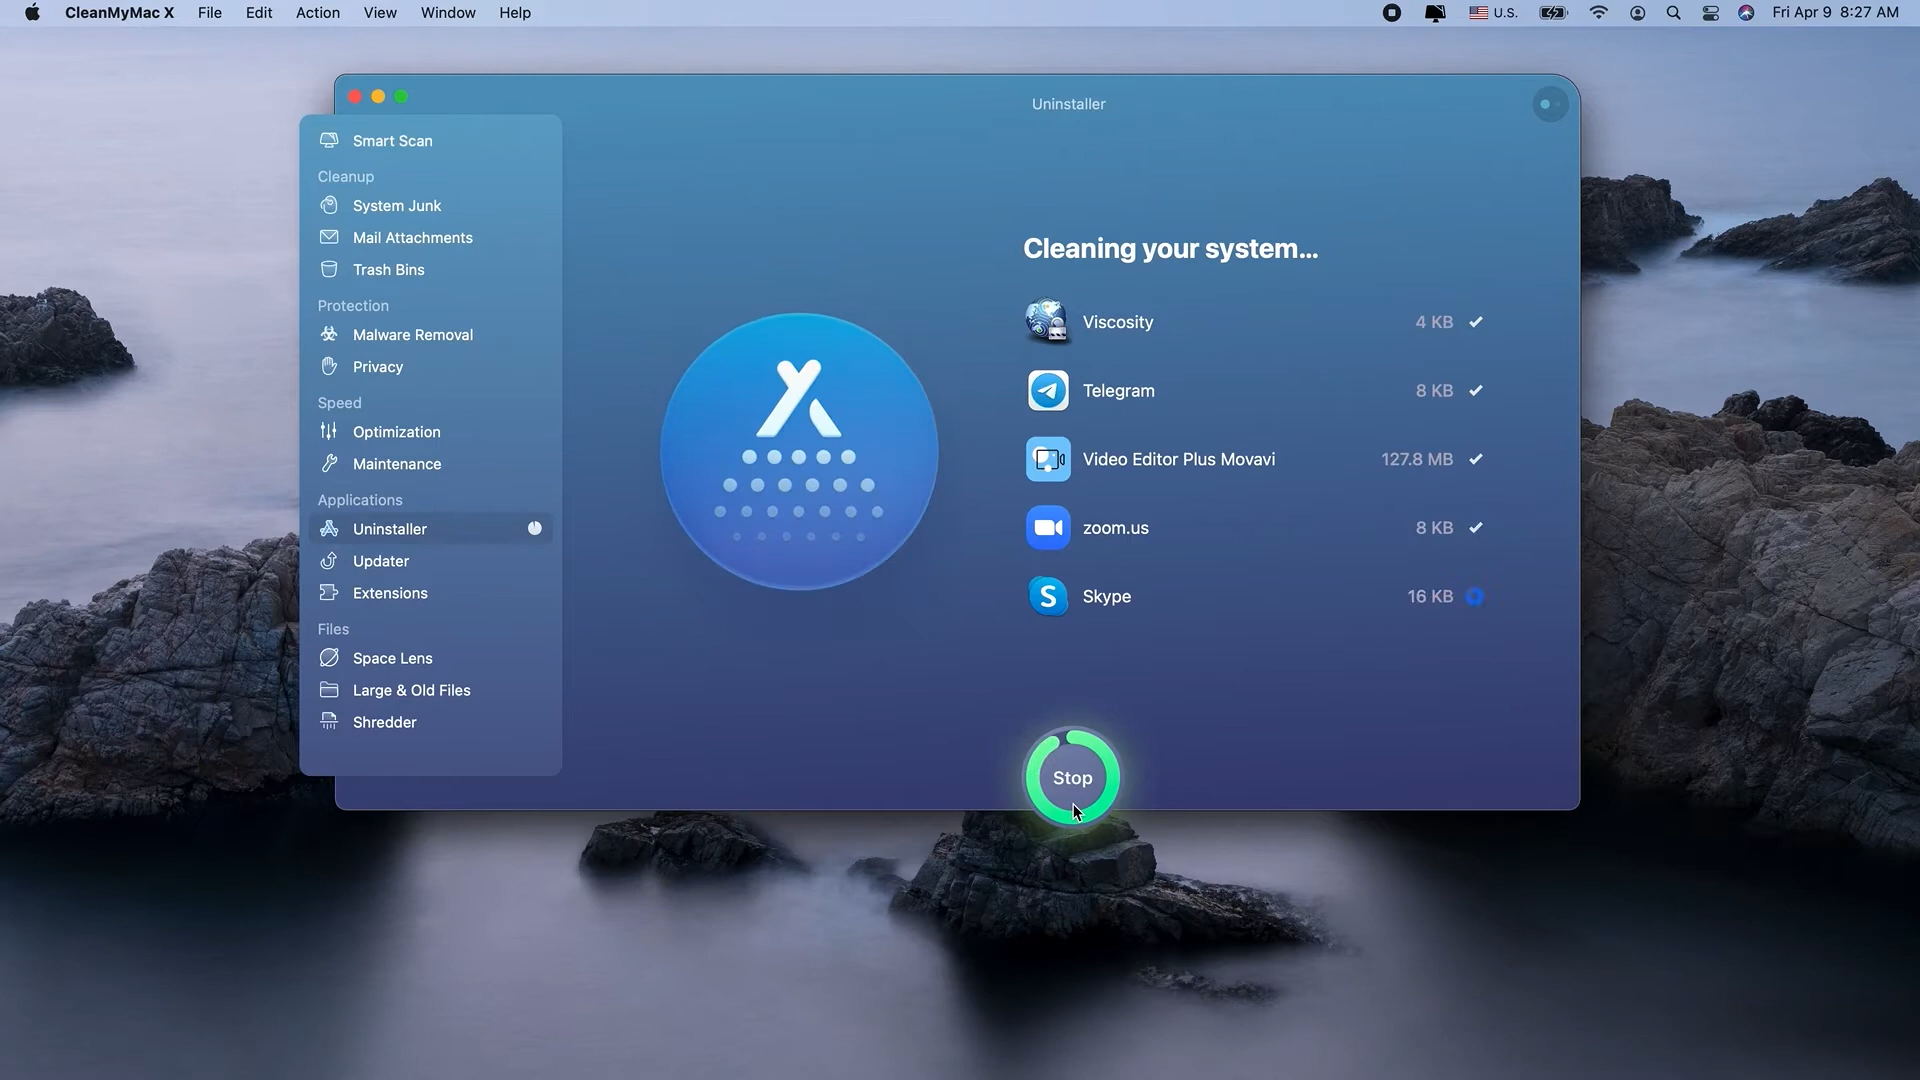 CleanMyMac X File Edit Action View Window Help U.S. Fri Apr 9 8:27 AM
Uninstaller
Smart Scan
Cleanup
System Junk
Mail Attachments
Trash Bins
Protection
Malware Removal
Privacy
Speed
Optimization
Maintenance
Applications
Uninstaller
Updater
Extensions
Files
Space Lens
Large & Old Files
Shredder
Cleaning your system...
Viscosity 4 KB
Telegram 8 KB
Video Editor Plus Movavi 127.8 MB
zoom.us 8 KB
S Skype 16 KB
Stop